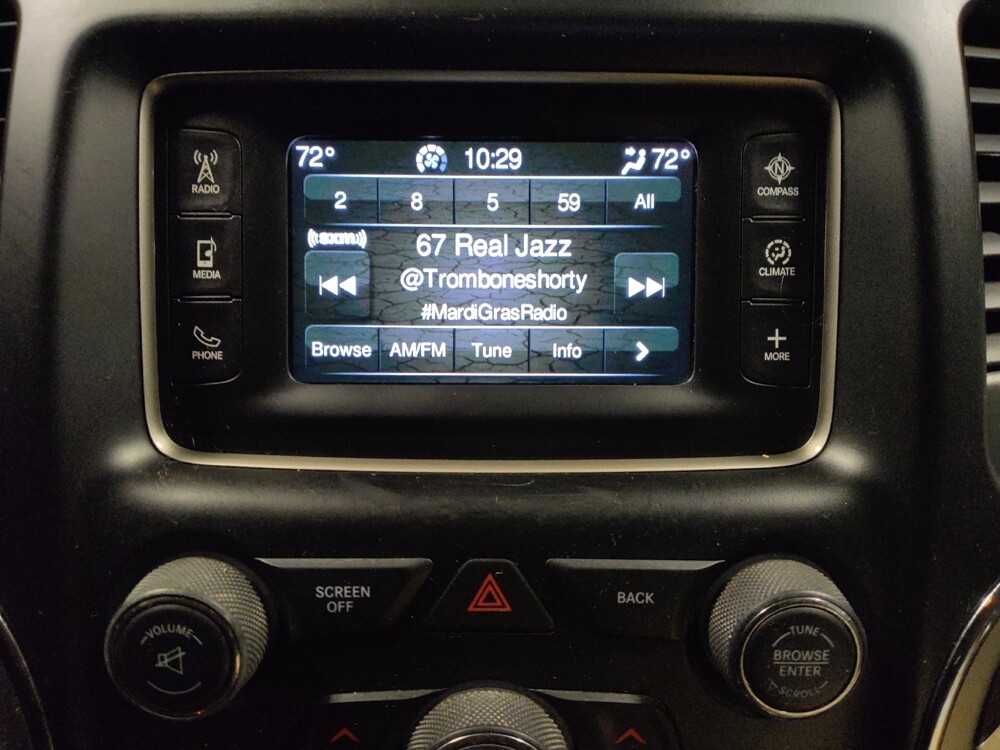 72° 10:29 72°
2 8 5 59 All
((sxm))
67 Real Jazz
@Tromboneshorty
#MardiGrasRadio
Browse AM/FM Tune Info
RADIO
MEDIA
PHONE
N
COMPASS
CLIMATE
+
MORE
VOLUME
SCREEN
OFF
BACK
TUNE
BROWSE
ENTER
SCROLL